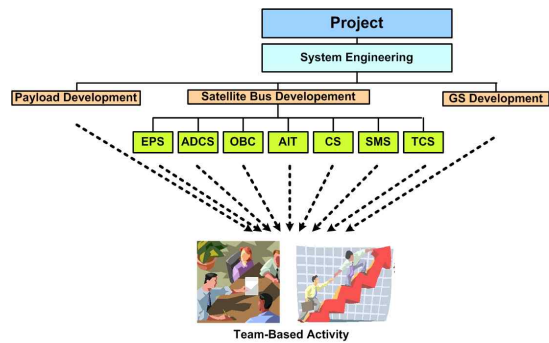 Project
System Engineering
Payload Development
Satellite Bus Developement
GS Development
EPS
ADCS
OBC
AIT
CS
SMS
TCS
Team-Based Activity